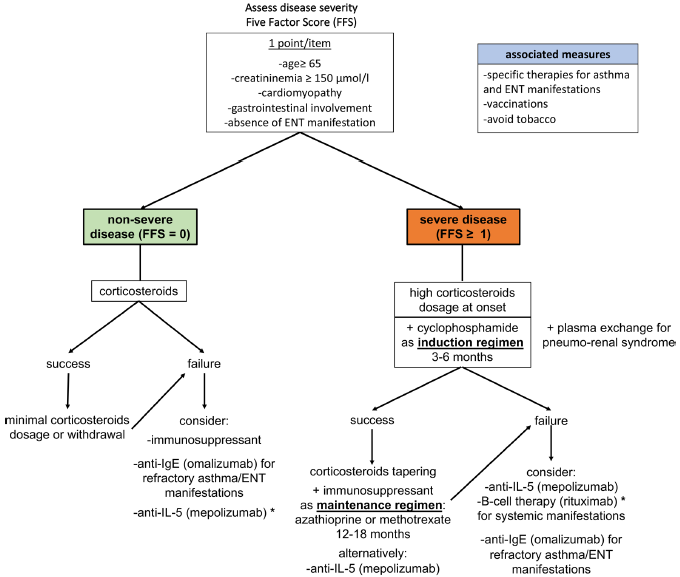 Assess disease severity
Five Factor Score (FFS)
1 point/item
-age≥ 65
-creatininemia ≥ 150 µmol/l
-cardiomyopathy
-gastrointestinal involvement
-absence of ENT manifestation
associated measures
-specific therapies for asthma
and ENT manifestations
-vaccinations
-avoid tobacco
non-severe
disease (FFS = 0)
severe disease
(FFS ≥ 1)
corticosteroids
success
failure
minimal corticosteroids
dosage or withdrawal
consider:
-immunosuppressant
-anti-IgE (omalizumab) for
refractory asthma/ENT
manifestations
-anti-IL-5 (mepolizumab) *
high corticosteroids
dosage at onset
+ cyclophosphamide
as induction regimen
3-6 months
+ plasma exchange for
pneumo-renal syndrome
success
failure
corticosteroids tapering
+ immunosuppressant
as maintenance regimen:
azathioprine or methotrexate
12-18 months
alternatively:
-anti-IL-5 (mepolizumab)
consider:
-anti-IL-5 (mepolizumab)
-B-cell therapy (rituximab) *
for systemic manifestations
-anti-IgE (omalizumab) for
refractory asthma/ENT
manifestations